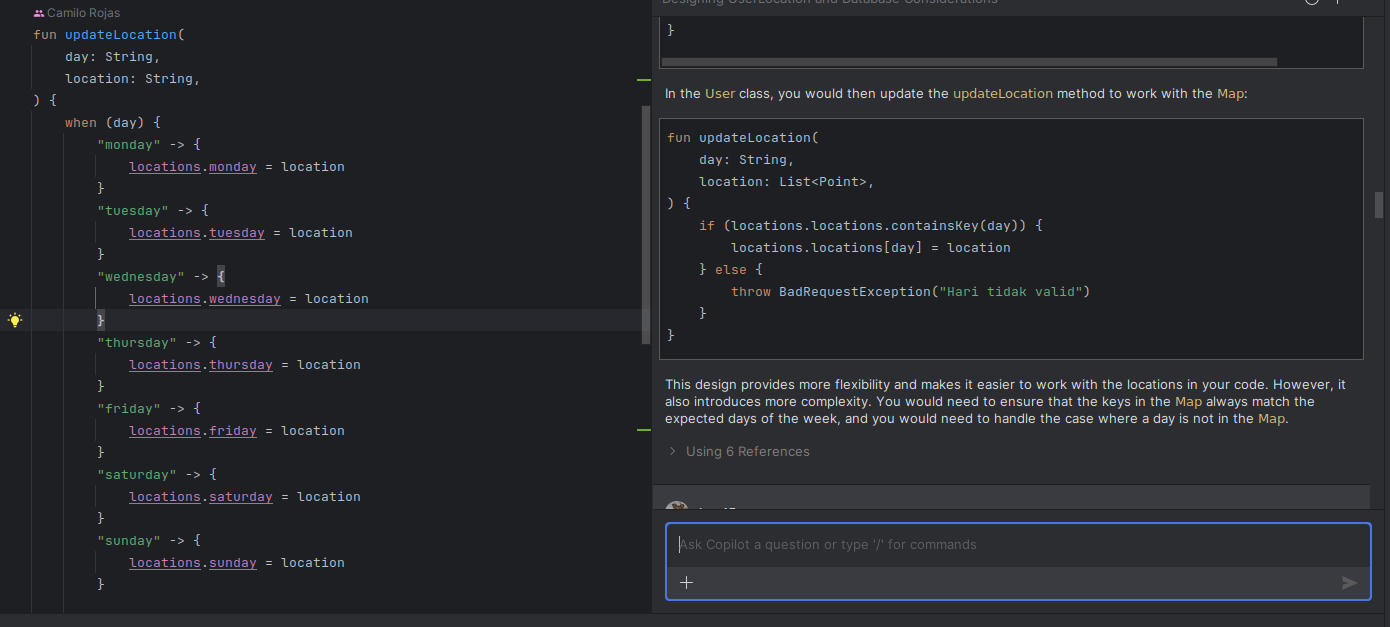 Camilo Rojas
fun updateLocation(
day: String,
location: String,
) {
when (day) {
"monday" -> {
locations.monday = location
}
"tuesday" -> {
locations.tuesday = location
}
"wednesday" -> {
locations.wednesday = location
}
"thursday" -> {
locations.thursday = location
}
"friday" -> {
locations.friday = location
}
"saturday" -> {
locations.saturday = location
}
"sunday" -> {
locations.sunday = location
}
Designing UserLocation and Database Considerations
}
In the User class, you would then update the updateLocation method to work with the Map:
fun updateLocation(
day: String,
location: List<Point>,
) {
if (locations.locations.containsKey(day)) {
locations.locations[day] = location
} else {
throw BadRequestException("Hari tidak valid")
}
}
This design provides more flexibility and makes it easier to work with the locations in your code. However, it
also introduces more complexity. You would need to ensure that the keys in the Map always match the
expected days of the week, and you would need to handle the case where a day is not in the Map.
Using 6 References
Ask Copilot a question or type '/' for commands